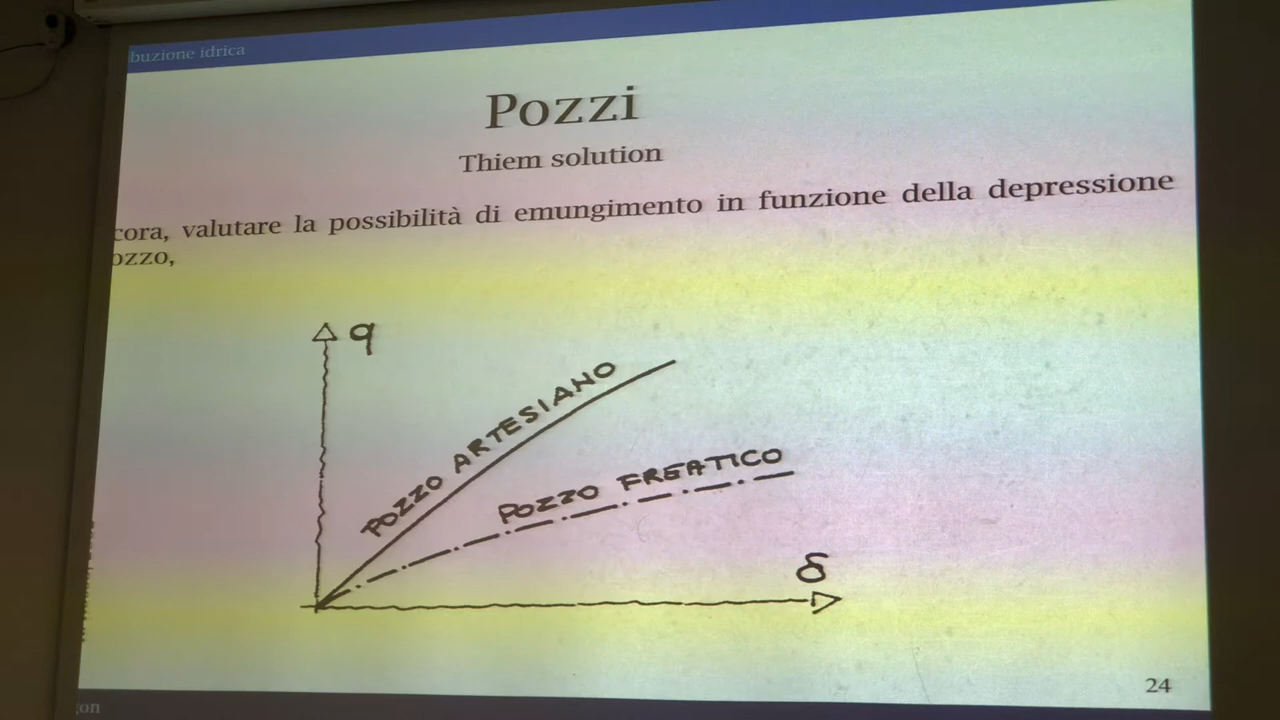 buzione idrica
Pozzi
Thiem solution
cora, valutare la possibilità di emungimento in funzione della depressione
ozzo,
q
POZZO ARTESIANO
POZZO FREATICO
δ
24
gon